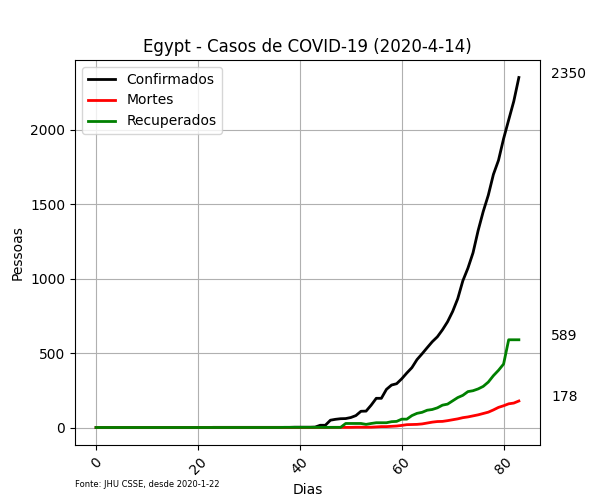 Egypt - Casos de COVID-19 (2020-4-14)
Confirmados
Mortes
Recuperados
2350
589
178
2000
1500
1000
500
0
Pessoas
0 20 40 60 80
Dias
Fonte: JHU CSSE, desde 2020-1-22